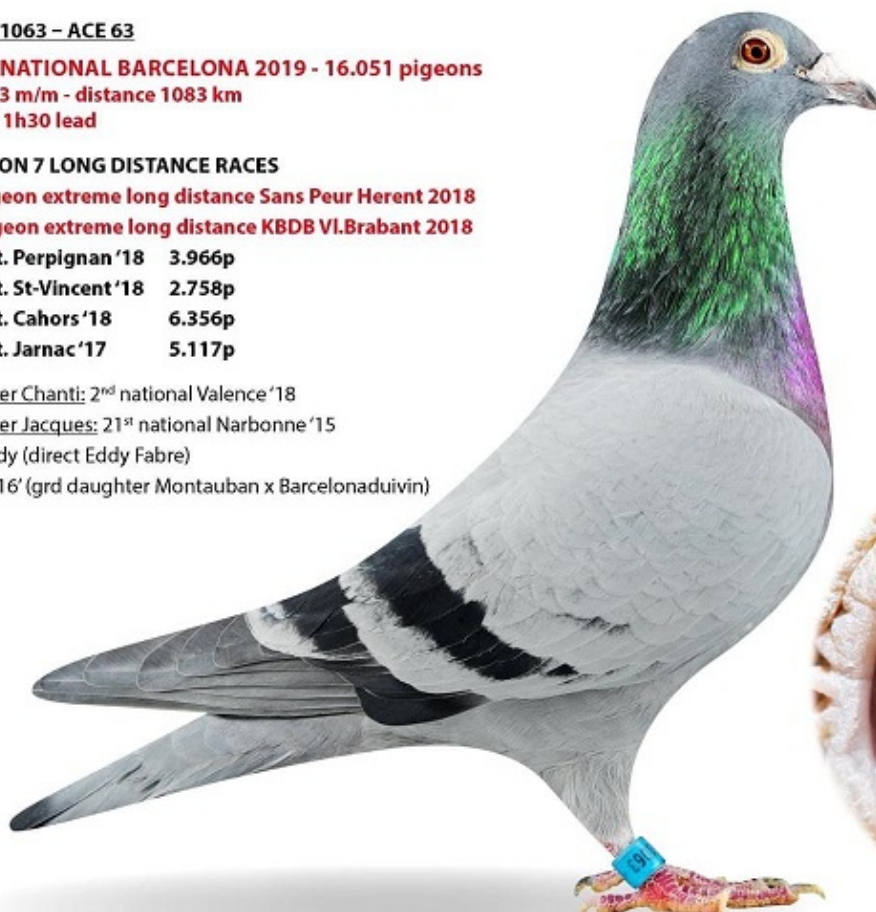 1063 – ACE 63
NATIONAL BARCELONA 2019 - 16.051 pigeons
3 m/m - distance 1083 km
1h30 lead
ON 7 LONG DISTANCE RACES
geon extreme long distance Sans Peur Herent 2018
geon extreme long distance KBDB Vl.Brabant 2018
t. Perpignan ‘18 3.966p
t. St-Vincent ‘18 2.758p
t. Cahors ‘18 6.356p
t. Jarnac ‘17 5.117p
er Chanti: 2nd national Valence ‘18
er Jacques: 21st national Narbonne ‘15
dy (direct Eddy Fabre)
16’ (grd daughter Montauban x Barcelonaduivin)